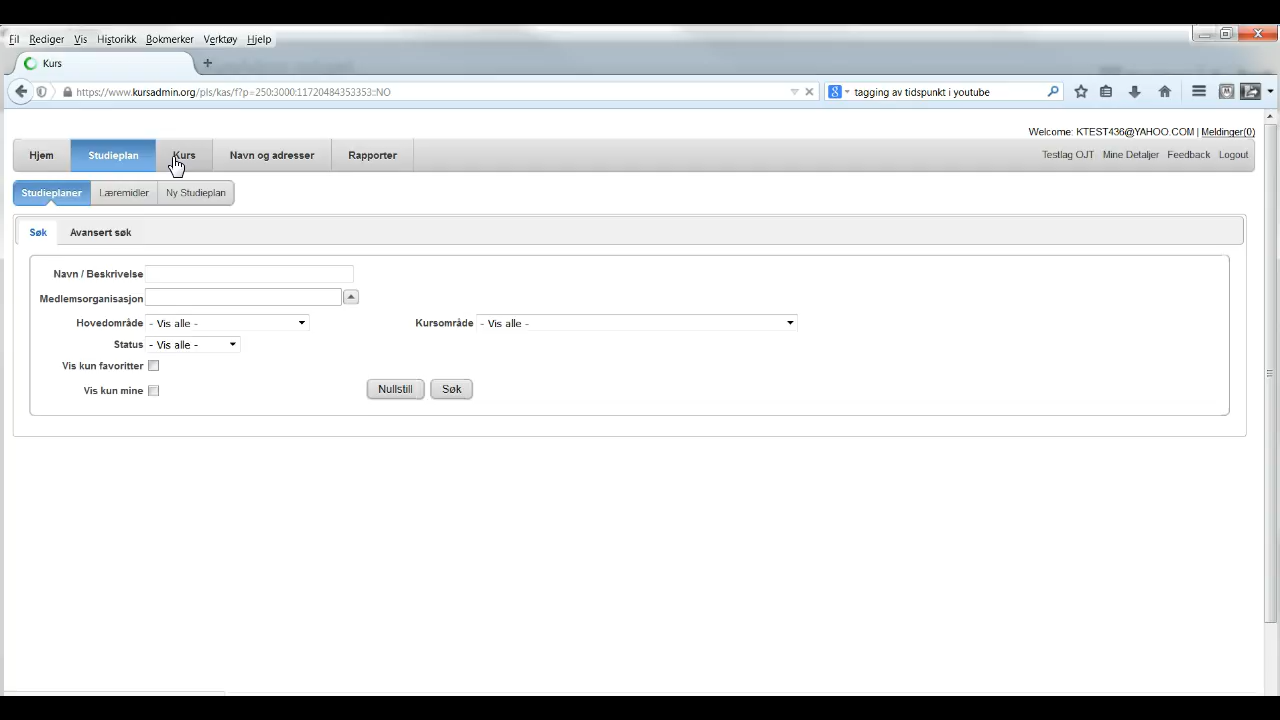 Fil Rediger Vis Historikk Bokmerker Verktøy Hjelp
Kurs
https://www.kursadmin.org/pls/kas/f?p=250:3000:11720484353353::NO
tagging av tidspunkt i youtube
Welcome: KTEST436@YAHOO.COM | Meldinger(0)
Hjem Studieplan Kurs Navn og adresser Rapporter
Testlag OJT Mine Detaljer Feedback Logout
Studieplaner Læremidler Ny Studieplan
Søk Avansert søk
Navn / Beskrivelse
Medlemsorganisasjon
Hovedområde - Vis alle - Kursområde - Vis alle -
Status - Vis alle -
Vis kun favoritter
Vis kun mine Nullstill Søk